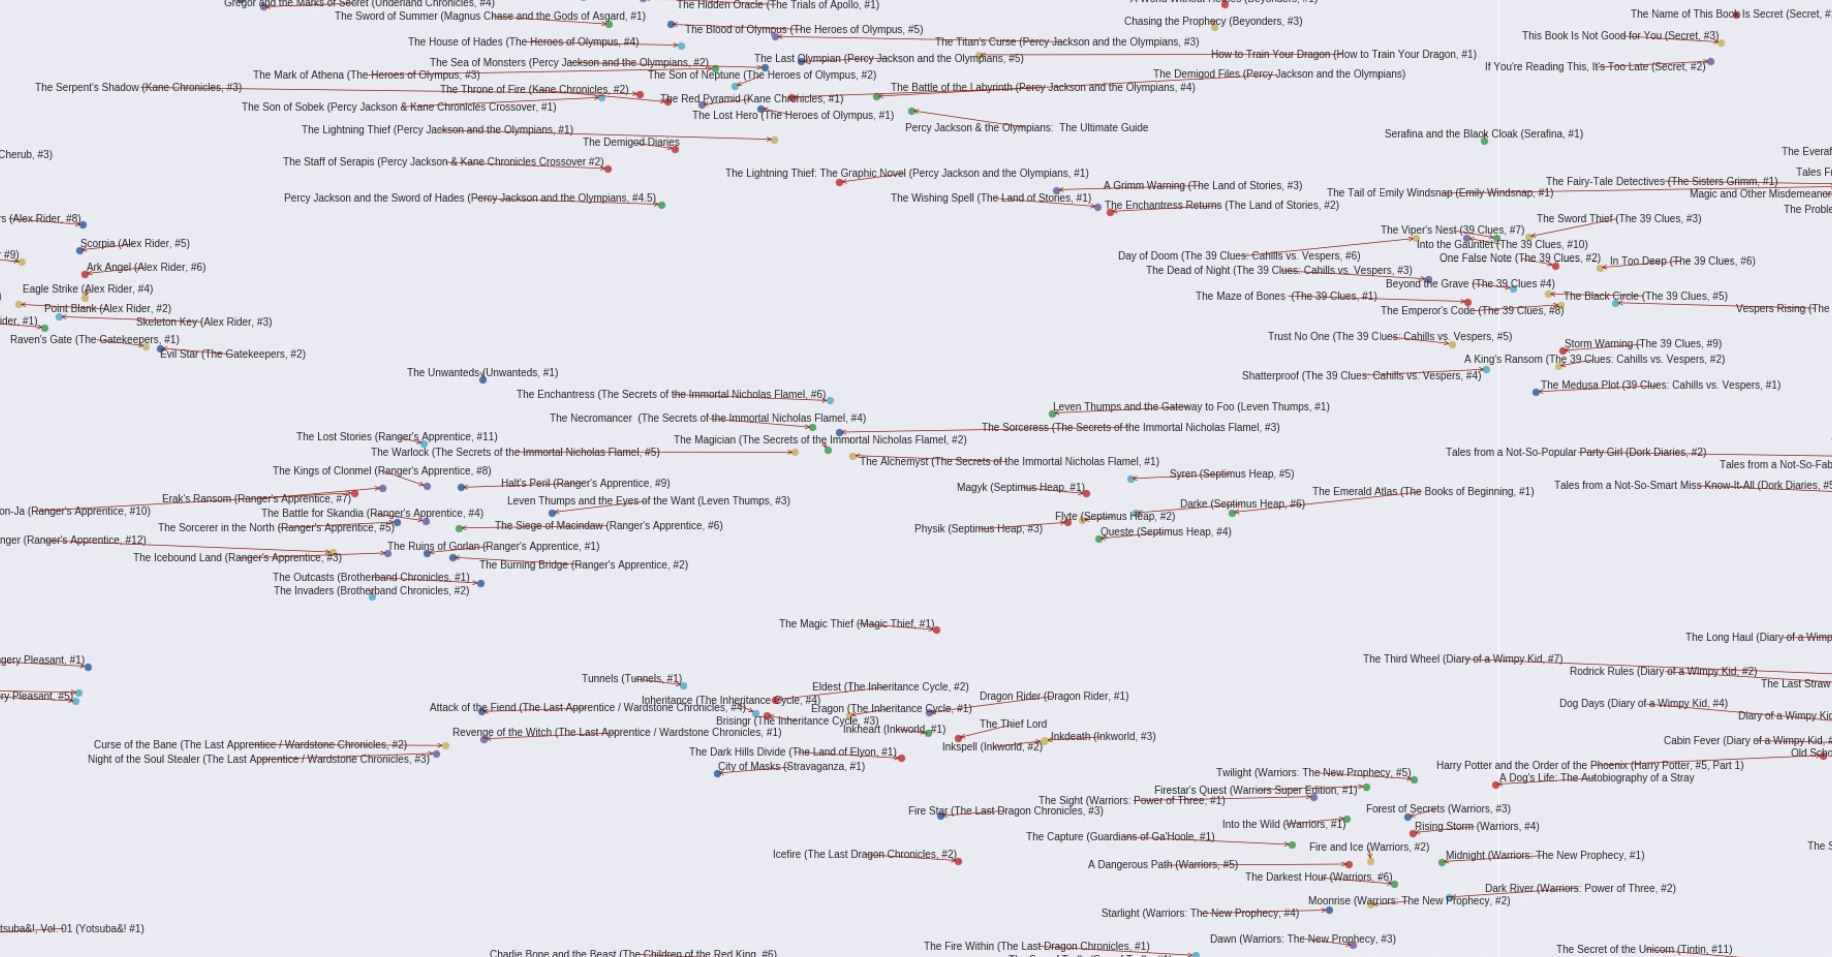 Gregor and the Marks of Secret (Underland Chronicles, #4)
The Hidden Oracle (The Trials of Apollo, #1)
The Sword of Summer (Magnus Chase and the Gods of Asgard, #1)
The Name of This Book Is Secret (Secret, #
Chasing the Prophecy (Beyonders, #3)
The Blood of Olympus (The Heroes of Olympus, #5)
This Book Is Not Good for You (Secret, #3)
The House of Hades (The Heroes of Olympus, #4)
The Titan's Curse (Percy Jackson and the Olympians, #3)
How to Train Your Dragon (How to Train Your Dragon, #1)
The Last Olympian (Percy Jackson and the Olympians, #5)
The Sea of Monsters (Percy Jackson and the Olympians, #2)
If You're Reading This, It's Too Late (Secret, #2)
The Mark of Athena (The Heroes of Olympus, #3)
The Son of Neptune (The Heroes of Olympus, #2)
The Demigod Files (Percy Jackson and the Olympians)
The Serpent's Shadow (Kane Chronicles, #3)
The Throne of Fire (Kane Chronicles, #2)
The Battle of the Labyrinth (Percy Jackson and the Olympians, #4)
The Red Pyramid (Kane Chronicles, #1)
The Son of Sobek (Percy Jackson & Kane Chronicles Crossover, #1)
The Lost Hero (The Heroes of Olympus, #1)
Percy Jackson & the Olympians: The Ultimate Guide
The Lightning Thief (Percy Jackson and the Olympians, #1)
Serafina and the Black Cloak (Serafina, #1)
The Demigod Diaries
Cherub, #3)
The Everaf
The Staff of Serapis (Percy Jackson & Kane Chronicles Crossover #2)
The Lightning Thief: The Graphic Novel (Percy Jackson and the Olympians, #1)
Tales Fr
The Fairy-Tale Detectives (The Sisters Grimm, #1)
A Grimm Warning (The Land of Stories, #3)
The Tail of Emily Windsnap (Emily Windsnap, #1)
Magic and Other Misdemeanor
Percy Jackson and the Sword of Hades (Percy Jackson and the Olympians, #4.5)
The Wishing Spell (The Land of Stories, #1)
The Enchantress Returns (The Land of Stories, #2)
The Proble
s (Alex Rider, #8)
The Sword Thief (The 39 Clues, #3)
The Viper's Nest (39 Clues, #7)
Scorpia (Alex Rider, #5)
Into the Gauntlet (The 39 Clues, #10)
#9)
Day of Doom (The 39 Clues: Cahills vs. Vespers, #6)
One False Note (The 39 Clues, #2)
In Too Deep (The 39 Clues, #6)
Ark Angel (Alex Rider, #6)
The Dead of Night (The 39 Clues: Cahills vs. Vespers, #3)
Beyond the Grave (The 39 Clues #4)
Eagle Strike (Alex Rider, #4)
The Maze of Bones (The 39 Clues, #1)
The Black Circle (The 39 Clues, #5)
Point Blank (Alex Rider, #2)
The Emperor's Code (The 39 Clues, #8)
Vespers Rising (The
ider, #1)
Skeleton Key (Alex Rider, #3)
Raven's Gate (The Gatekeepers, #1)
Trust No One (The 39 Clues: Cahills vs. Vespers, #5)
Storm Warning (The 39 Clues, #9)
Evil Star (The Gatekeepers, #2)
A King's Ransom (The 39 Clues: Cahills vs. Vespers, #2)
The Unwanteds (Unwanteds, #1)
Shatterproof (The 39 Clues: Cahills vs. Vespers, #4)
The Medusa Plot (39 Clues: Cahills vs. Vespers, #1)
The Enchantress (The Secrets of the Immortal Nicholas Flamel, #6)
Leven Thumps and the Gateway to Foo (Leven Thumps, #1)
The Necromancer (The Secrets of the Immortal Nicholas Flamel, #4)
The Sorceress (The Secrets of the Immortal Nicholas Flamel, #3)
The Lost Stories (Ranger's Apprentice, #11)
The Magician (The Secrets of the Immortal Nicholas Flamel, #2)
The Warlock (The Secrets of the Immortal Nicholas Flamel, #5)
Tales from a Not-So-Popular Party Girl (Dork Diaries, #2)
The Alchemyst (The Secrets of the Immortal Nicholas Flamel, #1)
Tales from a Not-So-Fab
The Kings of Clonmel (Ranger's Apprentice, #8)
Syren (Septimus Heap, #5)
Halt's Peril (Ranger's Apprentice, #9)
Magyk (Septimus Heap, #1)
Tales from a Not-So-Smart Miss Know-It-All (Dork Diaries, #5
The Emerald Atlas (The Books of Beginning, #1)
Erak's Ransom (Ranger's Apprentice, #7)
Leven Thumps and the Eyes of the Want (Leven Thumps, #3)
Darke (Septimus Heap, #6)
on-Ja (Ranger's Apprentice, #10)
The Battle for Skandia (Ranger's Apprentice, #4)
Flyte (Septimus Heap, #2)
The Sorcerer in the North (Ranger's Apprentice, #5)
The Siege of Macindaw (Ranger's Apprentice, #6)
Physik (Septimus Heap, #3)
Queste (Septimus Heap, #4)
nger (Ranger's Apprentice, #12)
The Ruins of Gorlan (Ranger's Apprentice, #1)
The Icebound Land (Ranger's Apprentice, #3)
The Burning Bridge (Ranger's Apprentice, #2)
The Outcasts (Brotherband Chronicles, #1)
The Invaders (Brotherband Chronicles, #2)
The Magic Thief (Magic Thief, #1)
The Long Haul (Diary of a Wimp
gery Pleasant, #1)
The Third Wheel (Diary of a Wimpy Kid, #7)
Rodrick Rules (Diary of a Wimpy Kid, #2)
Tunnels (Tunnels, #1)
The Last Straw
Eldest (The Inheritance Cycle, #2)
ry Pleasant, #5)
Dragon Rider (Dragon Rider, #1)
Inheritance (The Inheritance Cycle, #4)
Dog Days (Diary of a Wimpy Kid, #4)
Attack of the Fiend (The Last Apprentice / Wardstone Chronicles, #4)
Eragon (The Inheritance Cycle, #1)
Diary of a Wimpy Kid
Brisingr (The Inheritance Cycle, #3)
The Thief Lord
Inkheart (Inkworld, #1)
Revenge of the Witch (The Last Apprentice / Wardstone Chronicles, #1)
Inkdeath (Inkworld, #3)
Cabin Fever (Diary of a Wimpy Kid, #
Curse of the Bane (The Last Apprentice / Wardstone Chronicles, #2)
Inkspell (Inkworld, #2)
The Dark Hills Divide (The Land of Elyon, #1)
Old Scho
Night of the Soul Stealer (The Last Apprentice / Wardstone Chronicles, #3)
City of Masks (Stravaganza, #1)
Harry Potter and the Order of the Phoenix (Harry Potter, #5, Part 1)
Twilight (Warriors: The New Prophecy, #5)
A Dog's Life: The Autobiography of a Stray
Firestar's Quest (Warriors Super Edition, #1)
The Sight (Warriors: Power of Three, #1)
Fire Star (The Last Dragon Chronicles, #3)
Forest of Secrets (Warriors, #3)
Into the Wild (Warriors, #1)
Rising Storm (Warriors, #4)
The Capture (Guardians of Ga'Hoole, #1)
Fire and Ice (Warriors, #2)
The S
Icefire (The Last Dragon Chronicles, #2)
Midnight (Warriors: The New Prophecy, #1)
A Dangerous Path (Warriors, #5)
The Darkest Hour (Warriors, #6)
Dark River (Warriors: Power of Three, #2)
Moonrise (Warriors: The New Prophecy, #2)
Starlight (Warriors: The New Prophecy, #4)
tsuba&!, Vol. 01 (Yotsuba&! #1)
Dawn (Warriors: The New Prophecy, #3)
The Fire Within (The Last Dragon Chronicles, #1)
The Secret of the Unicorn (Tintin, #11)
Charlie Bone and the Beast (The Children of the Red King, #6)